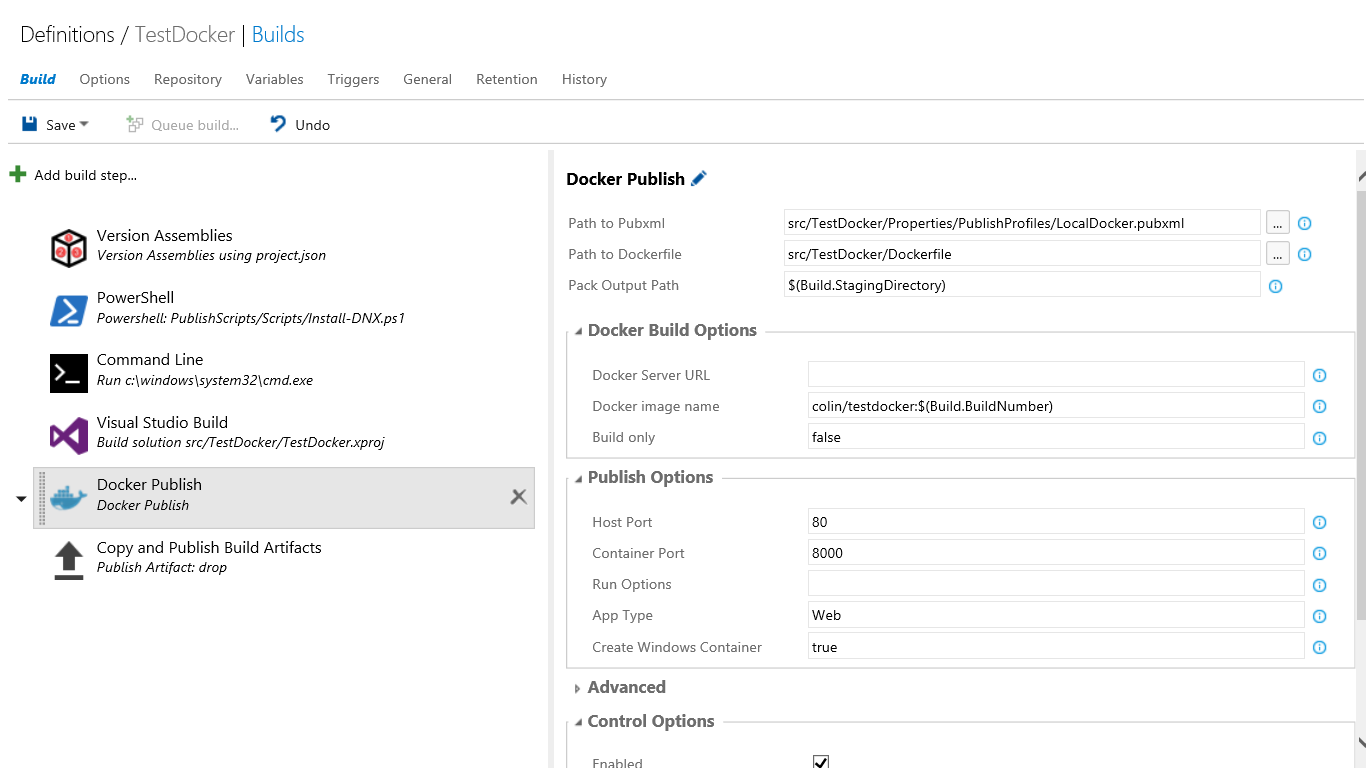 Definitions / TestDocker | Builds
Build Options Repository Variables Triggers General Retention History
Save Queue build... Undo
Add build step...
Version Assemblies
Version Assemblies using project.json
PowerShell
Powershell: PublishScripts/Scripts/Install-DNX.ps1
Command Line
Run c:\windows\system32\cmd.exe
Visual Studio Build
Build solution src/TestDocker/TestDocker.xproj
Docker Publish
Docker Publish
Copy and Publish Build Artifacts
Publish Artifact: drop
Docker Publish
Path to Pubxml src/TestDocker/Properties/PublishProfiles/LocalDocker.pubxml ...
Path to Dockerfile src/TestDocker/Dockerfile ...
Pack Output Path $(Build.StagingDirectory)
Docker Build Options
Docker Server URL
Docker image name colin/testdocker:$(Build.BuildNumber)
Build only false
Publish Options
Host Port 80
Container Port 8000
Run Options
App Type Web
Create Windows Container true
Advanced
Control Options
Enabled